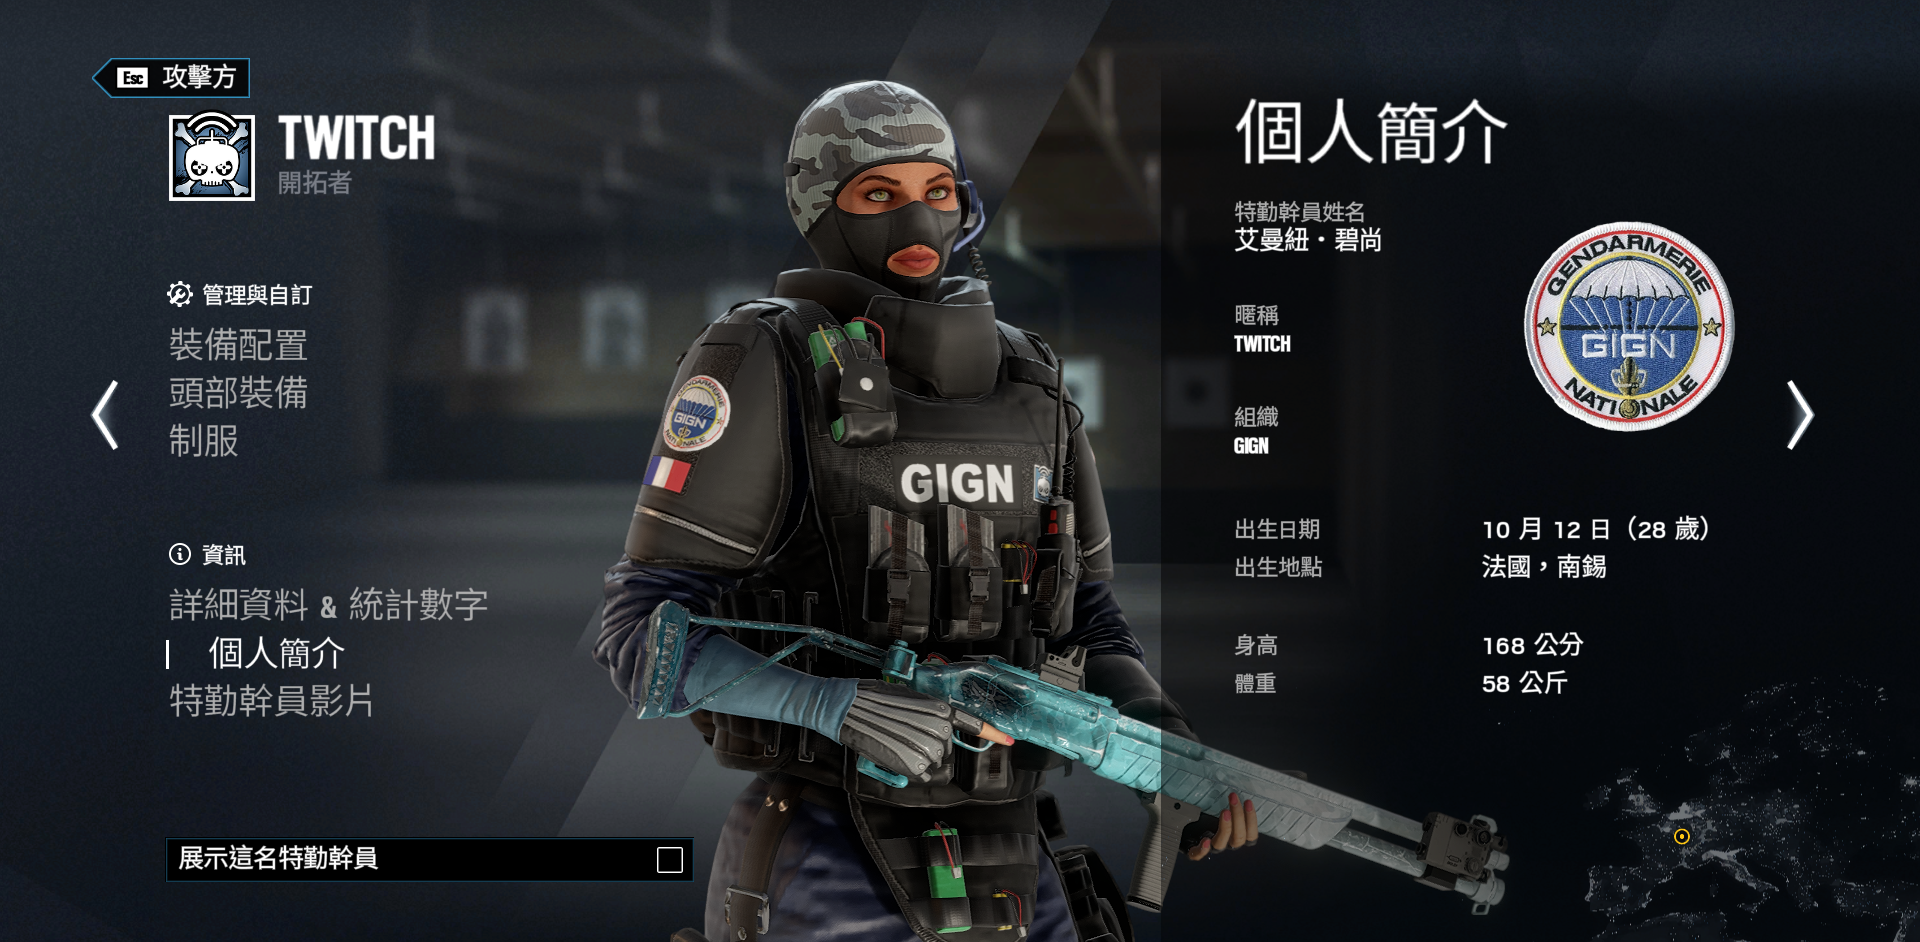 Esc 攻擊方
TWITCH
開拓者
管理與自訂
裝備配置
頭部裝備
制服
資訊
詳細資料 & 統計數字
個人簡介
特勤幹員影片
展示這名特勤幹員
GENDARMERIE
GIGN
NATIONALE
GIGN
個人簡介
特勤幹員姓名
艾曼紐·碧尚
暱稱
TWITCH
組織
GIGN
GENDARMERIE
GIGN
NATIONALE
出生日期 10 月 12 日（28 歲）
出生地點 法國，南錫
身高 168 公分
體重 58 公斤